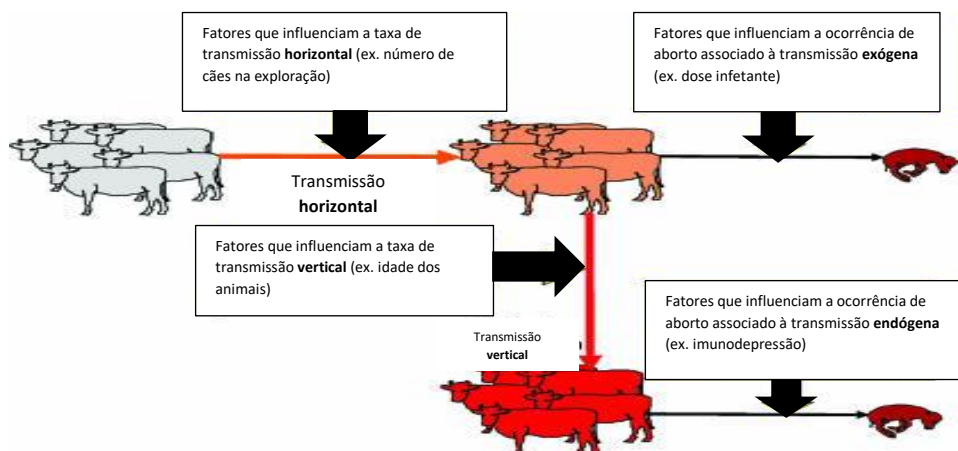 Fatores que influenciam a taxa de
transmissão horizontal (ex. número de
cães na exploração)
Fatores que influenciam a ocorrência de
aborto associado à transmissão exógena
(ex. dose infetante)
Transmissão
horizontal
Fatores que influenciam a taxa de
transmissão vertical (ex. idade dos
animais)
Fatores que influenciam a ocorrência de
aborto associado à transmissão endógena
(ex. imunodepressão)
Transmissão
vertical